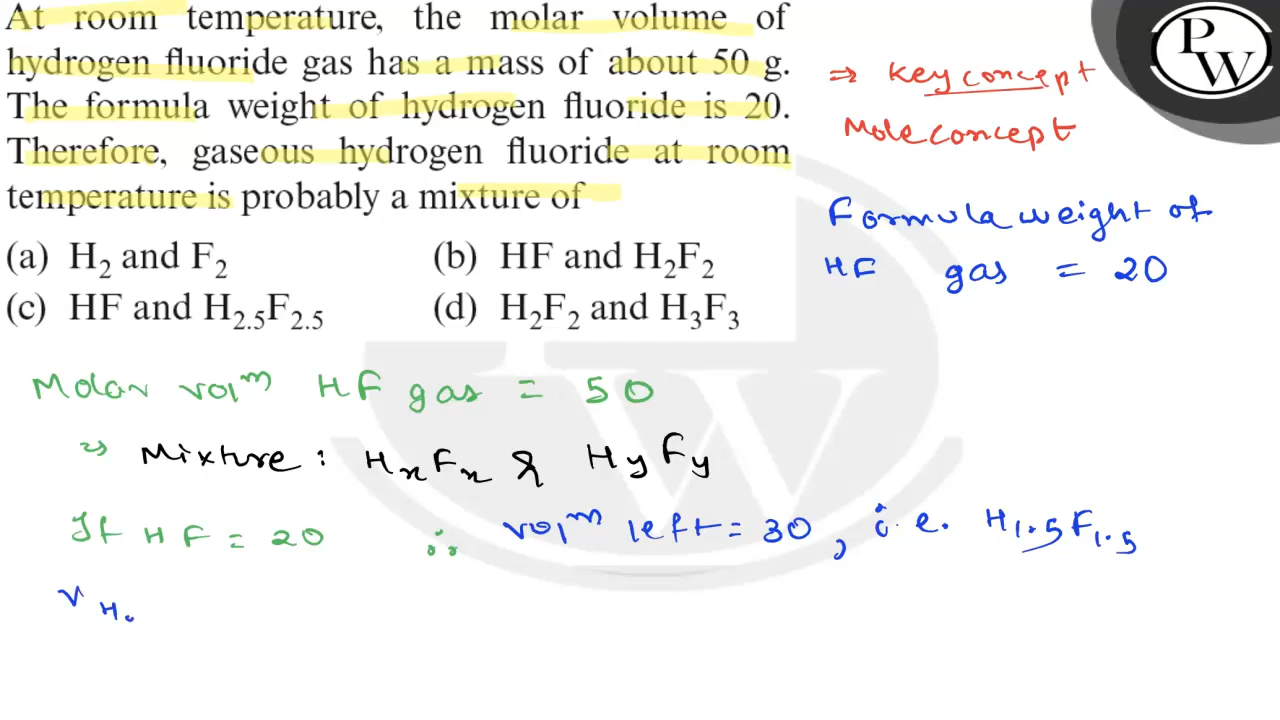 At room temperature, the molar volume of
hydrogen fluoride gas has a mass of about 50 g.
The formula weight of hydrogen fluoride is 20.
Therefore, gaseous hydrogen fluoride at room
temperature is probably a mixture of
(a) H₂ and F₂ (b) HF and H₂F₂
(c) HF and H₂.₅F₂.₅ (d) H₂F₂ and H₃F₃
PW
⇒ Key concept
Mole concept
Formula weight of
HF gas = 20
Molar volᵐ HF gas = 50
⇒ Mixture : HₓFₓ & HyFy
If HF = 20 ∴ volᵐ left = 30, i.e. H₁.₅F₁.₅
V H₀